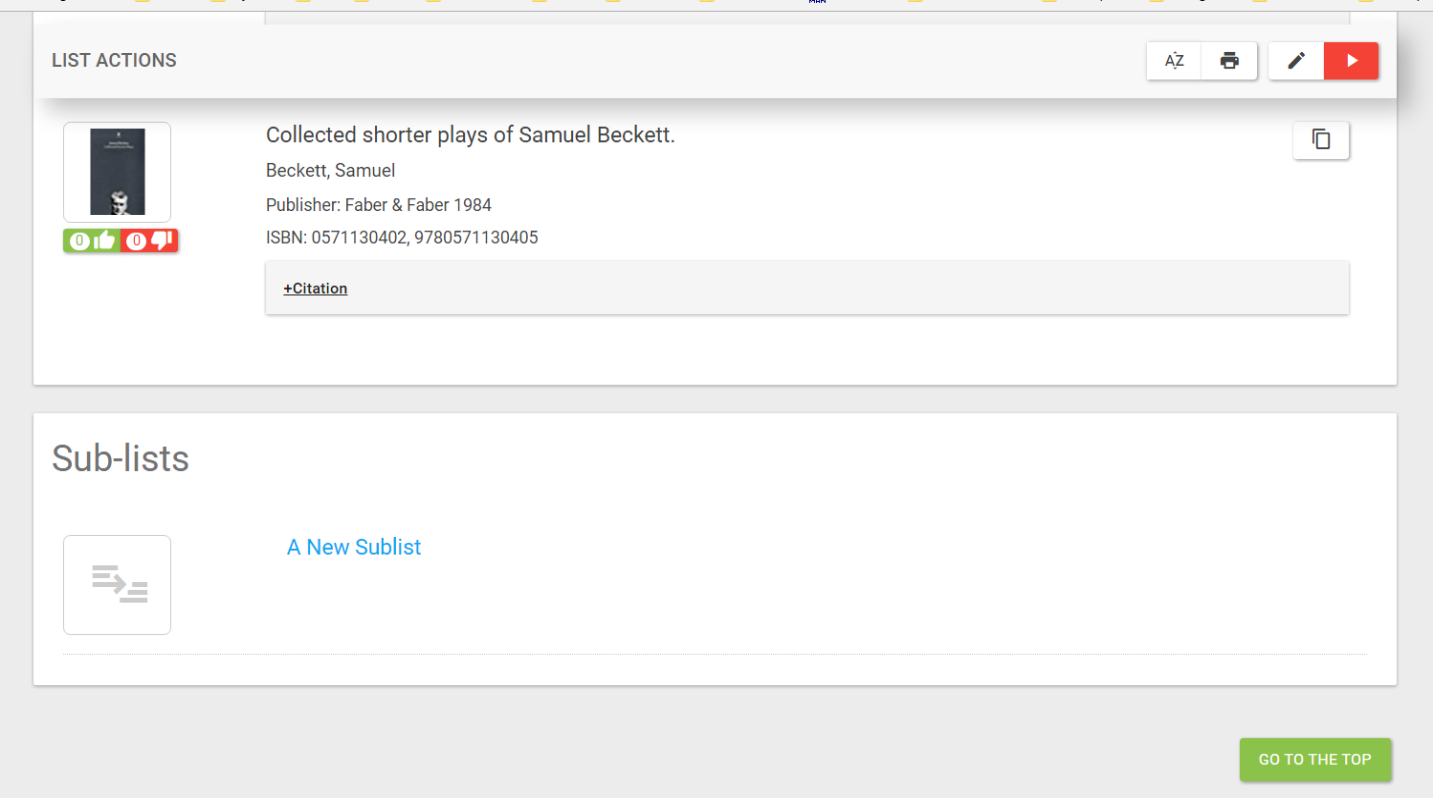 LIST ACTIONS
AZ
Collected shorter plays of Samuel Beckett.
Beckett, Samuel
Publisher: Faber & Faber 1984
ISBN: 0571130402, 9780571130405
0 0
+Citation
Sub-lists
A New Sublist
GO TO THE TOP